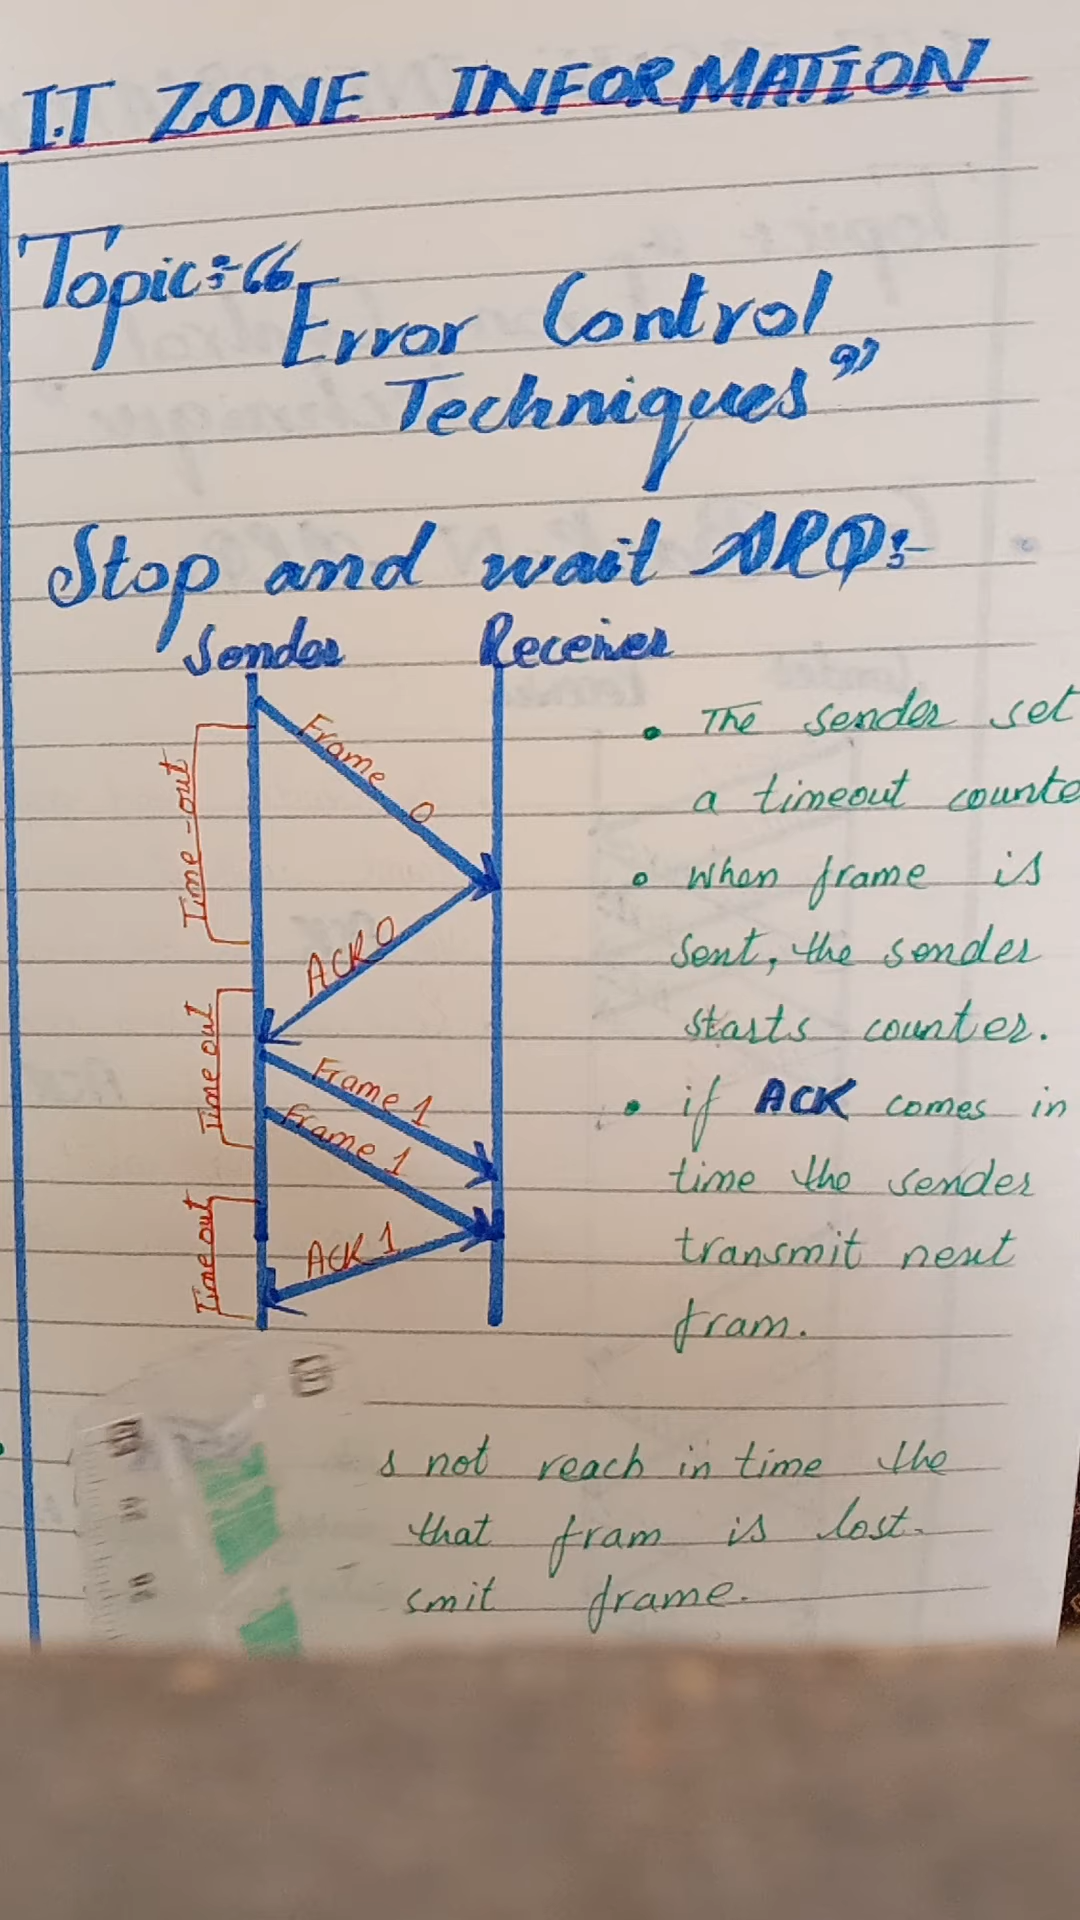 I.T ZONE INFORMATION
Topic:- "Error Control
Techniques"
Stop and wait ARQ:-
Sender Receiver
Frame 0
Time-out
ACK 0
Time out
Frame 1
Frame 1
Time out
ACK 1
• The sender set
a timeout counte
• when frame is
sent, the sender
starts counter.
• if ACK comes in
time the sender
transmit next
fram.
s not reach in time the
that fram is lost.
smit frame.